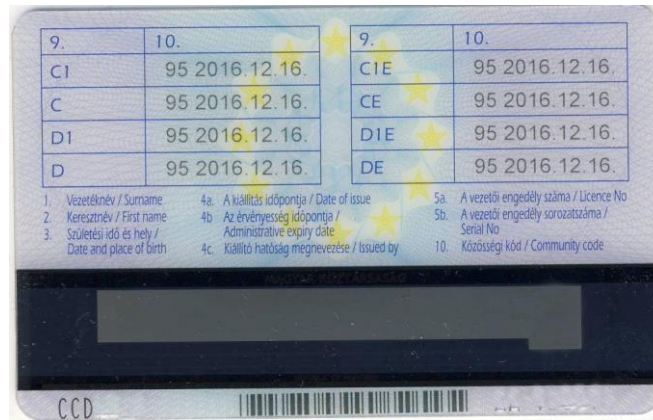 9. 10. 9. 10.
C1 95 2016.12.16. C1E 95 2016.12.16.
C 95 2016.12.16. CE 95 2016.12.16.
D1 95 2016.12.16. D1E 95 2016.12.16.
D 95 2016.12.16. DE 95 2016.12.16.
1. Vezetéknév / Surname
2. Keresztnév / First name
3. Születési idő és hely /
Date and place of birth
4a. A kiállítás időpontja / Date of issue
4b Az érvényesség időpontja /
Administrative expiry date
4c. Kiállító hatóság megnevezése / Issued by
5a. A vezetői engedély száma / Licence No
5b. A vezetői engedély sorozatszáma /
Serial No
10. Közösségi kód / Community code
MAGYAR KÖZTÁRSASÁG
CCD